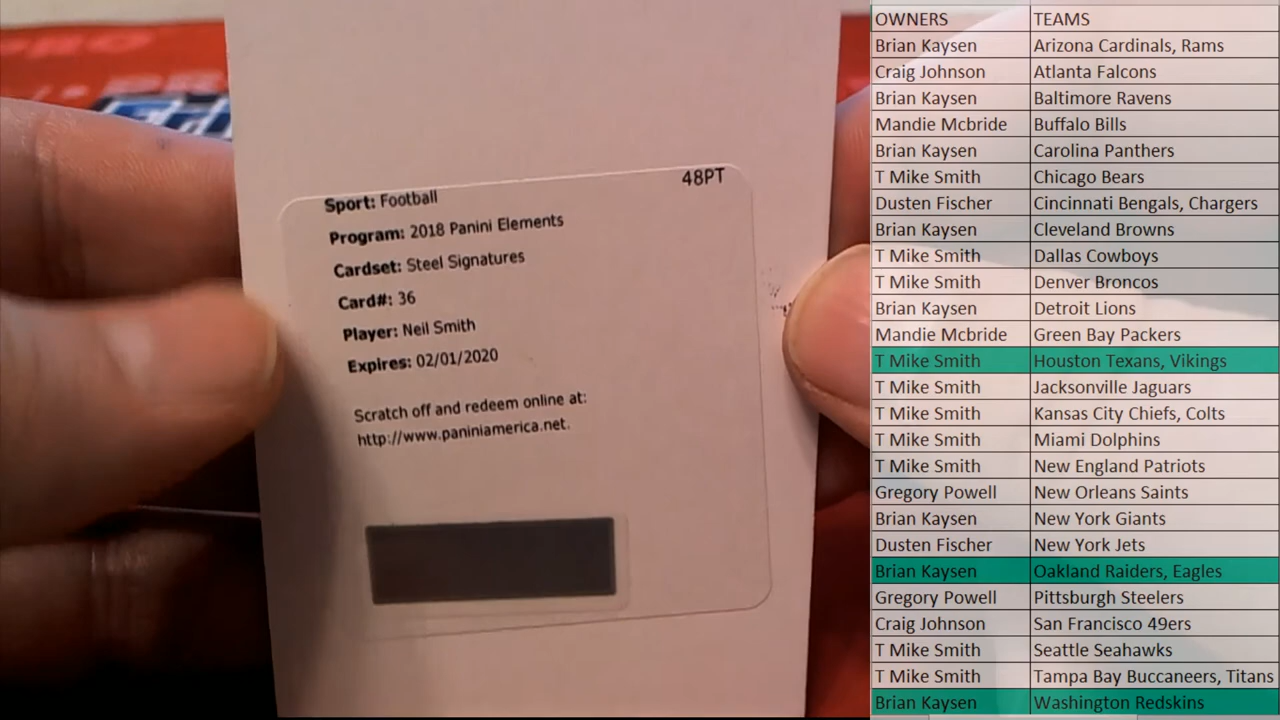 48PT
Sport: Football
Program: 2018 Panini Elements
Cardset: Steel Signatures
Card#: 36
Player: Neil Smith
Expires: 02/01/2020
Scratch off and redeem online at:
http://www.paniniamerica.net.
OWNERS TEAMS
Brian Kaysen Arizona Cardinals, Rams
Craig Johnson Atlanta Falcons
Brian Kaysen Baltimore Ravens
Mandie Mcbride Buffalo Bills
Brian Kaysen Carolina Panthers
T Mike Smith Chicago Bears
Dusten Fischer Cincinnati Bengals, Chargers
Brian Kaysen Cleveland Browns
T Mike Smith Dallas Cowboys
T Mike Smith Denver Broncos
Brian Kaysen Detroit Lions
Mandie Mcbride Green Bay Packers
T Mike Smith Houston Texans, Vikings
T Mike Smith Jacksonville Jaguars
T Mike Smith Kansas City Chiefs, Colts
T Mike Smith Miami Dolphins
T Mike Smith New England Patriots
Gregory Powell New Orleans Saints
Brian Kaysen New York Giants
Dusten Fischer New York Jets
Brian Kaysen Oakland Raiders, Eagles
Gregory Powell Pittsburgh Steelers
Craig Johnson San Francisco 49ers
T Mike Smith Seattle Seahawks
T Mike Smith Tampa Bay Buccaneers, Titans
Brian Kaysen Washington Redskins